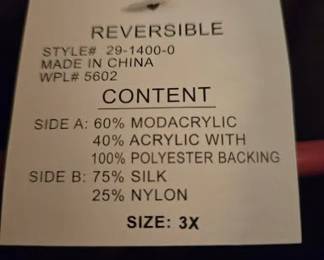 REVERSIBLE
STYLE# 29-1400-0
MADE IN CHINA
WPL# 5602
CONTENT
SIDE A: 60% MODACRYLIC
40% ACRYLIC WITH
100% POLYESTER BACKING
SIDE B: 75% SILK
25% NYLON
SIZE: 3X